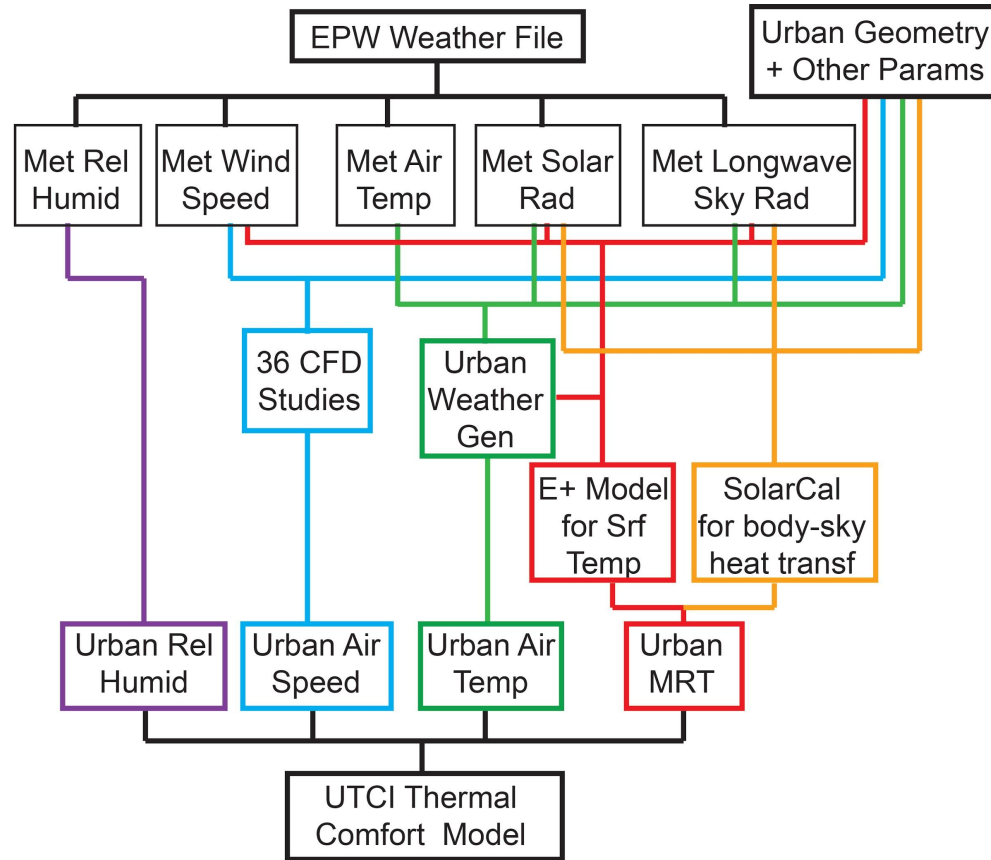 EPW Weather File
Urban Geometry
+ Other Params
Met Rel
Humid
Met Wind
Speed
Met Air
Temp
Met Solar
Rad
Met Longwave
Sky Rad
36 CFD
Studies
Urban
Weather
Gen
E+ Model
for Srf
Temp
SolarCal
for body-sky
heat transf
Urban Rel
Humid
Urban Air
Speed
Urban Air
Temp
Urban
MRT
UTCI Thermal
Comfort Model